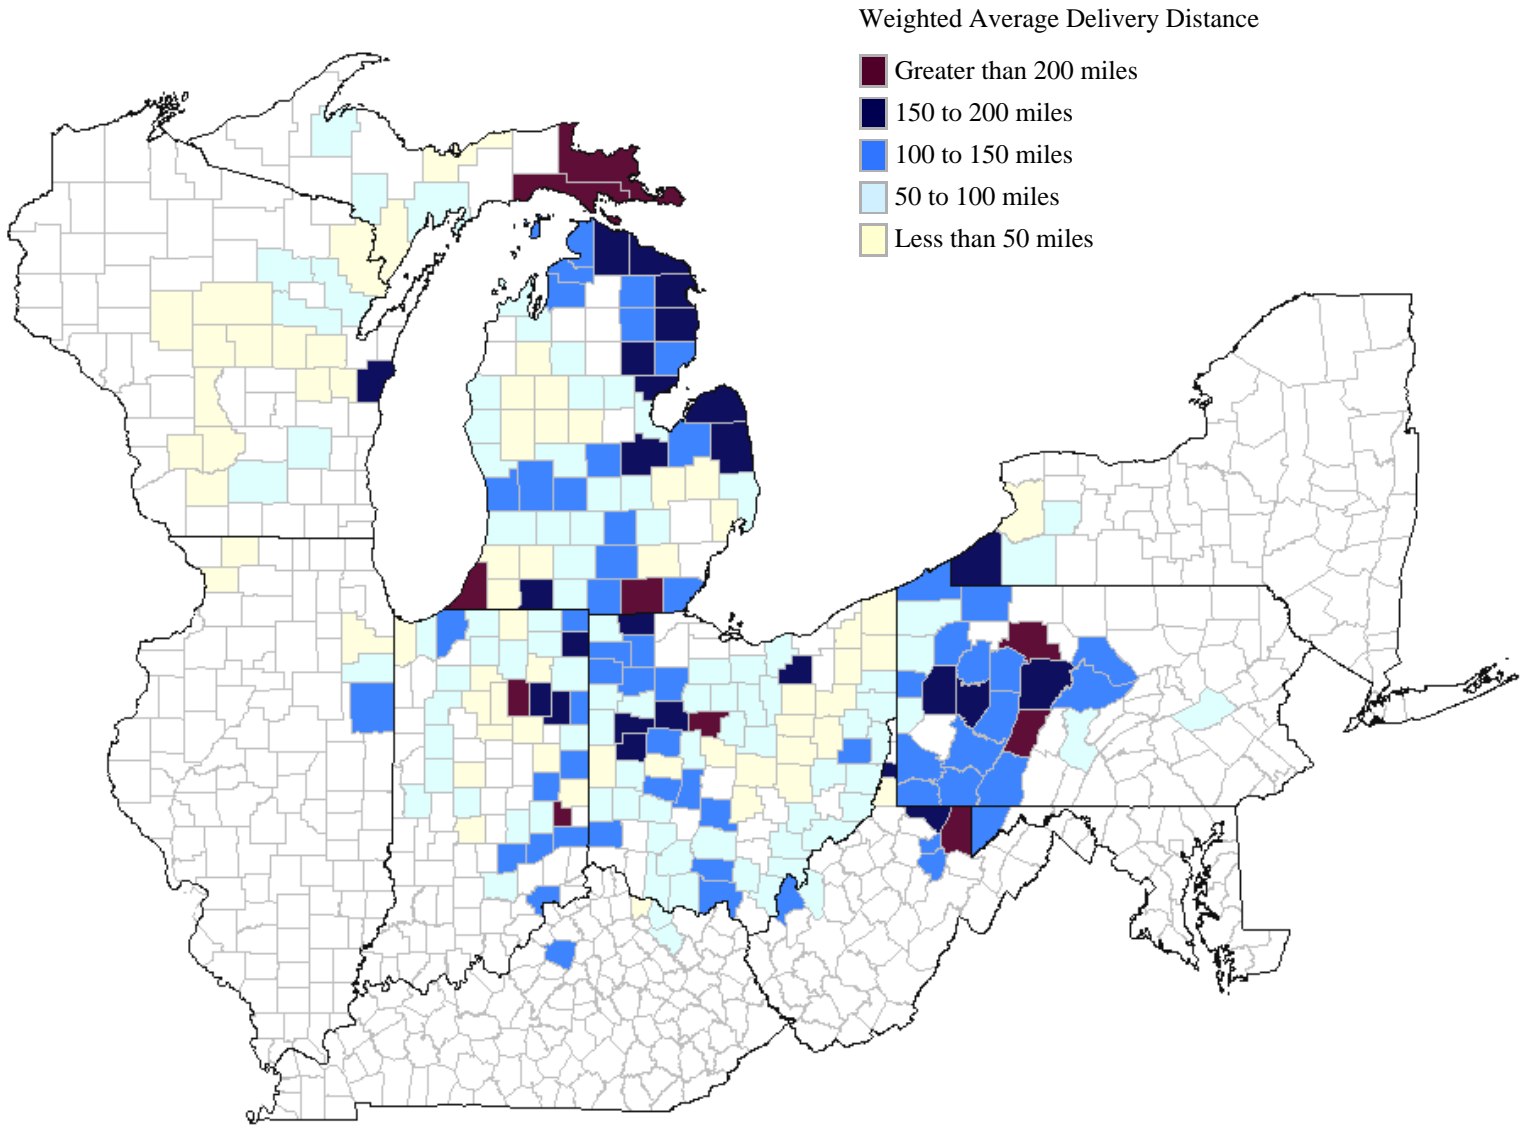 Weighted Average Delivery Distance
Greater than 200 miles
150 to 200 miles
100 to 150 miles
50 to 100 miles
Less than 50 miles